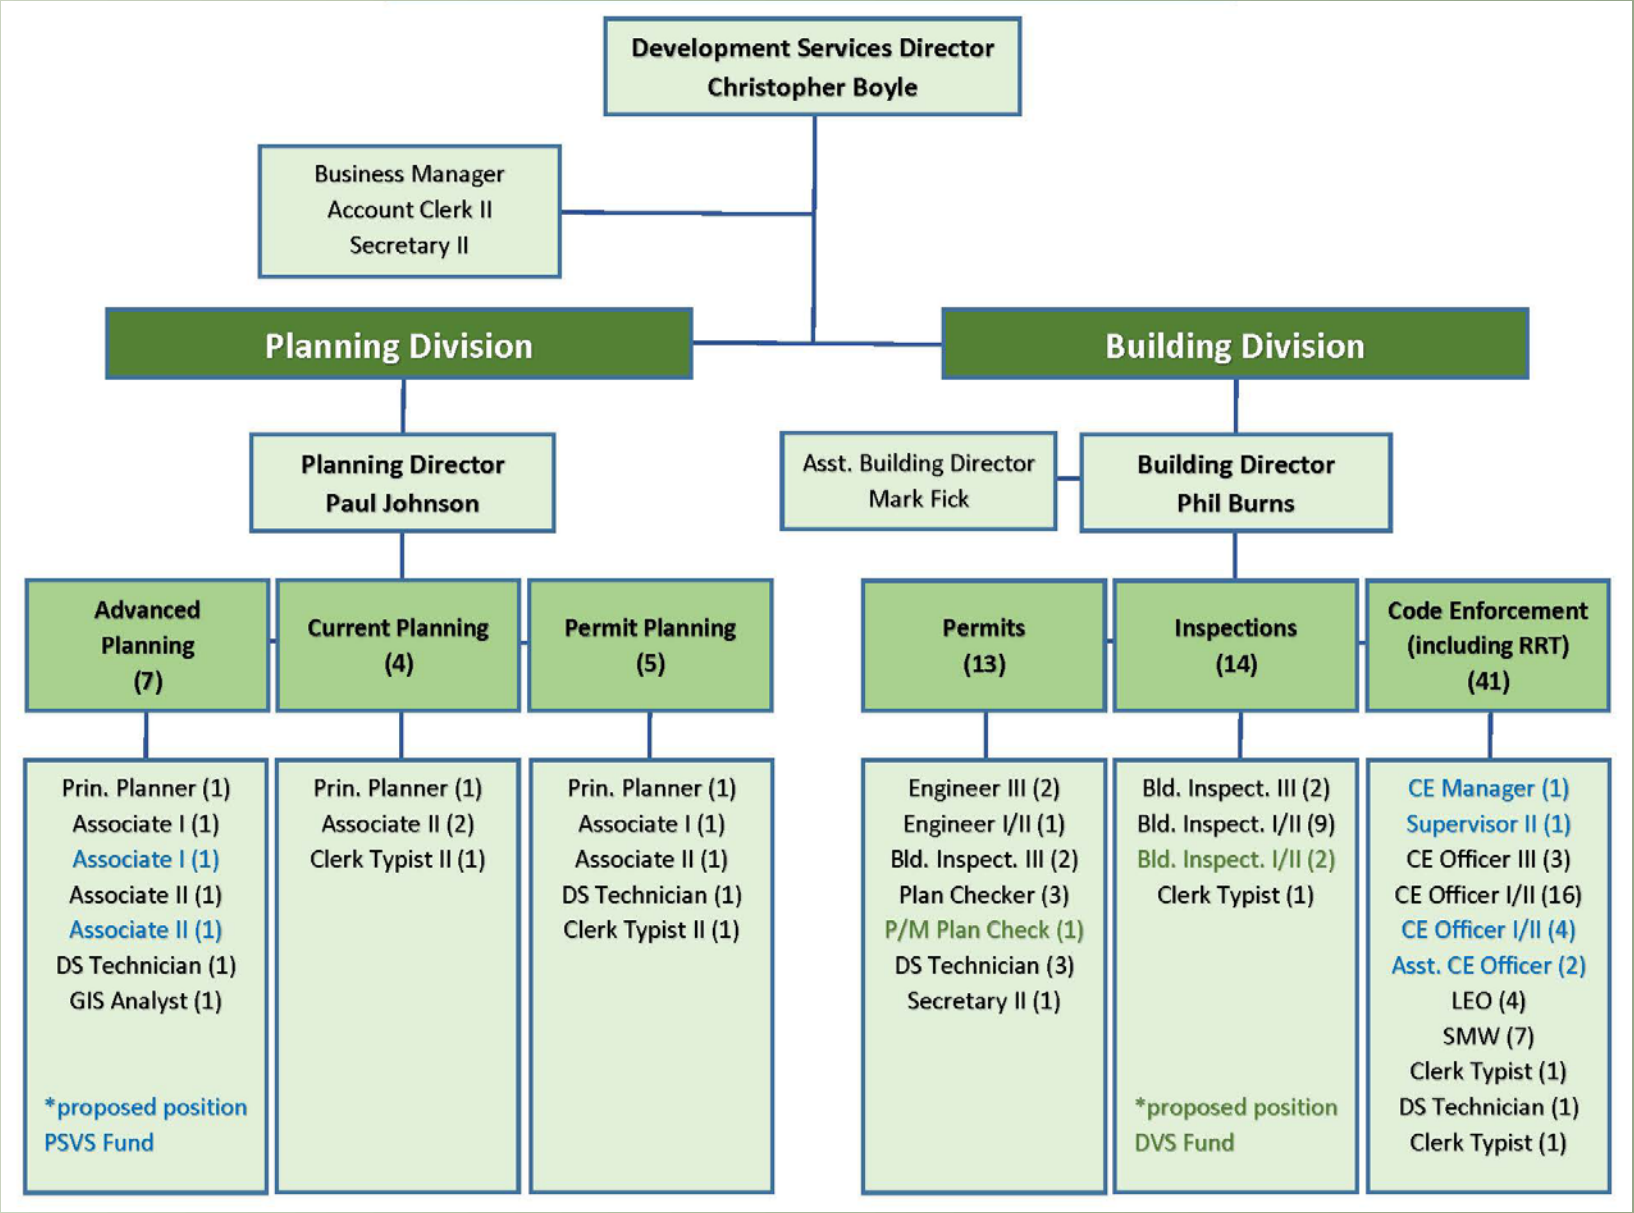 Development Services Director
Christopher Boyle
Business Manager
Account Clerk II
Secretary II
Planning Division
Building Division
Planning Director
Paul Johnson
Asst. Building Director
Mark Fick
Building Director
Phil Burns
Advanced
Planning
(7)
Current Planning
(4)
Permit Planning
(5)
Permits
(13)
Inspections
(14)
Code Enforcement
(including RRT)
(41)
Prin. Planner (1)
Associate I (1)
Associate I (1)
Associate II (1)
Associate II (1)
DS Technician (1)
GIS Analyst (1)
*proposed position
PSVS Fund
Prin. Planner (1)
Associate II (2)
Clerk Typist II (1)
Prin. Planner (1)
Associate I (1)
Associate II (1)
DS Technician (1)
Clerk Typist II (1)
Engineer III (2)
Engineer I/II (1)
Bld. Inspect. III (2)
Plan Checker (3)
P/M Plan Check (1)
DS Technician (3)
Secretary II (1)
Bld. Inspect. III (2)
Bld. Inspect. I/II (9)
Bld. Inspect. I/II (2)
Clerk Typist (1)
*proposed position
DVS Fund
CE Manager (1)
Supervisor II (1)
CE Officer III (3)
CE Officer I/II (16)
CE Officer I/II (4)
Asst. CE Officer (2)
LEO (4)
SMW (7)
Clerk Typist (1)
DS Technician (1)
Clerk Typist (1)